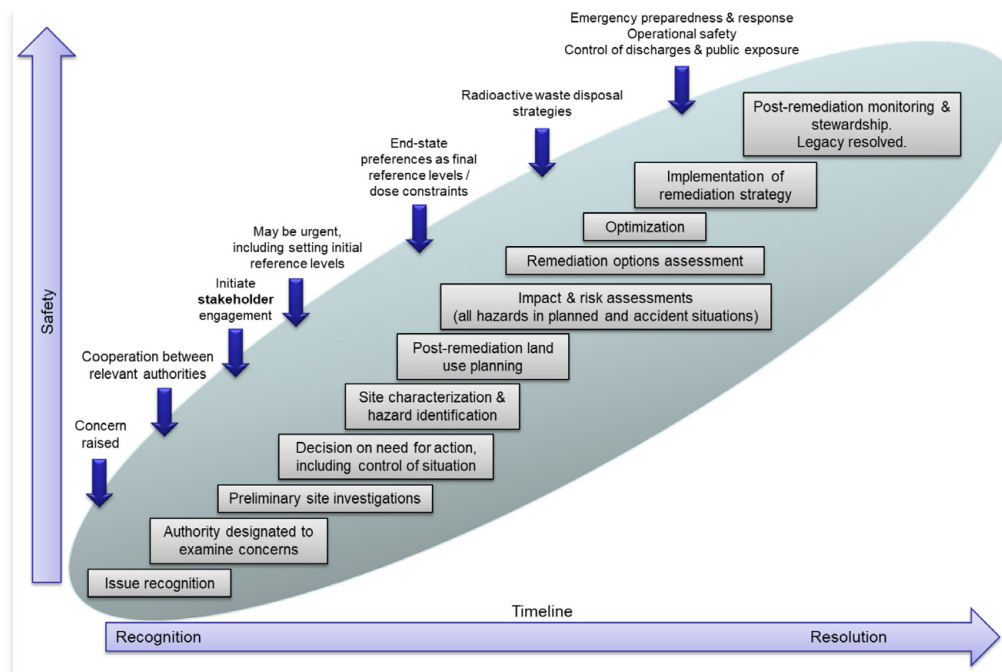 Emergency preparedness & response
Operational safety
Control of discharges & public exposure
Radioactive waste disposal
strategies
End-state
preferences as final
reference levels /
dose constraints
May be urgent,
including setting initial
reference levels
Initiate
stakeholder
engagement
Cooperation between
relevant authorities
Concern
raised
Post-remediation monitoring &
stewardship.
Legacy resolved.
Implementation of
remediation strategy
Optimization
Remediation options assessment
Impact & risk assessments
(all hazards in planned and accident situations)
Post-remediation land
use planning
Site characterization &
hazard identification
Decision on need for action,
including control of situation
Preliminary site investigations
Authority designated to
examine concerns
Issue recognition
Safety
Timeline
Recognition
Resolution